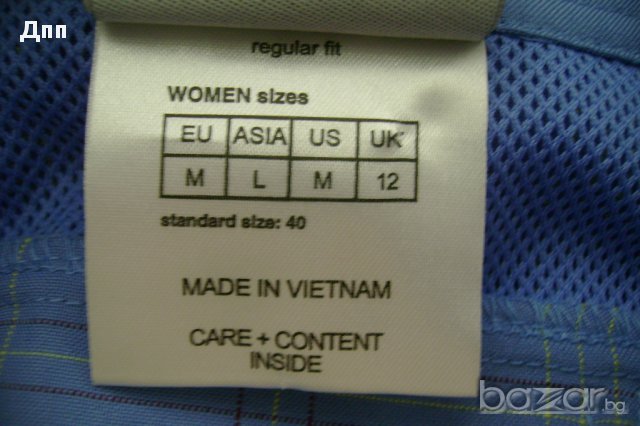 Дпп
regular fit
WOMEN sizes
EU ASIA US UK
M L M 12
standard size: 40
MADE IN VIETNAM
CARE + CONTENT
INSIDE
bazar.bg